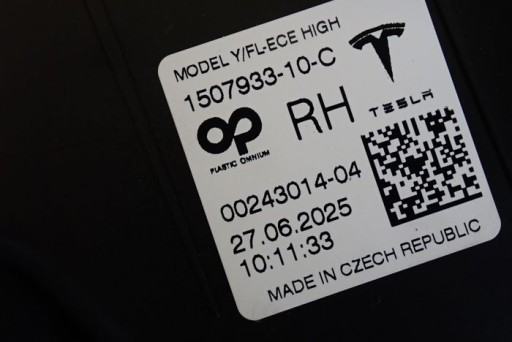 MODEL Y/FL-ECE HIGH
1507933-10-C
RH
TESLA
OP
PLASTIC OMNIUM
00243014-04
27.06.2025
10:11:33
MADE IN CZECH REPUBLIC